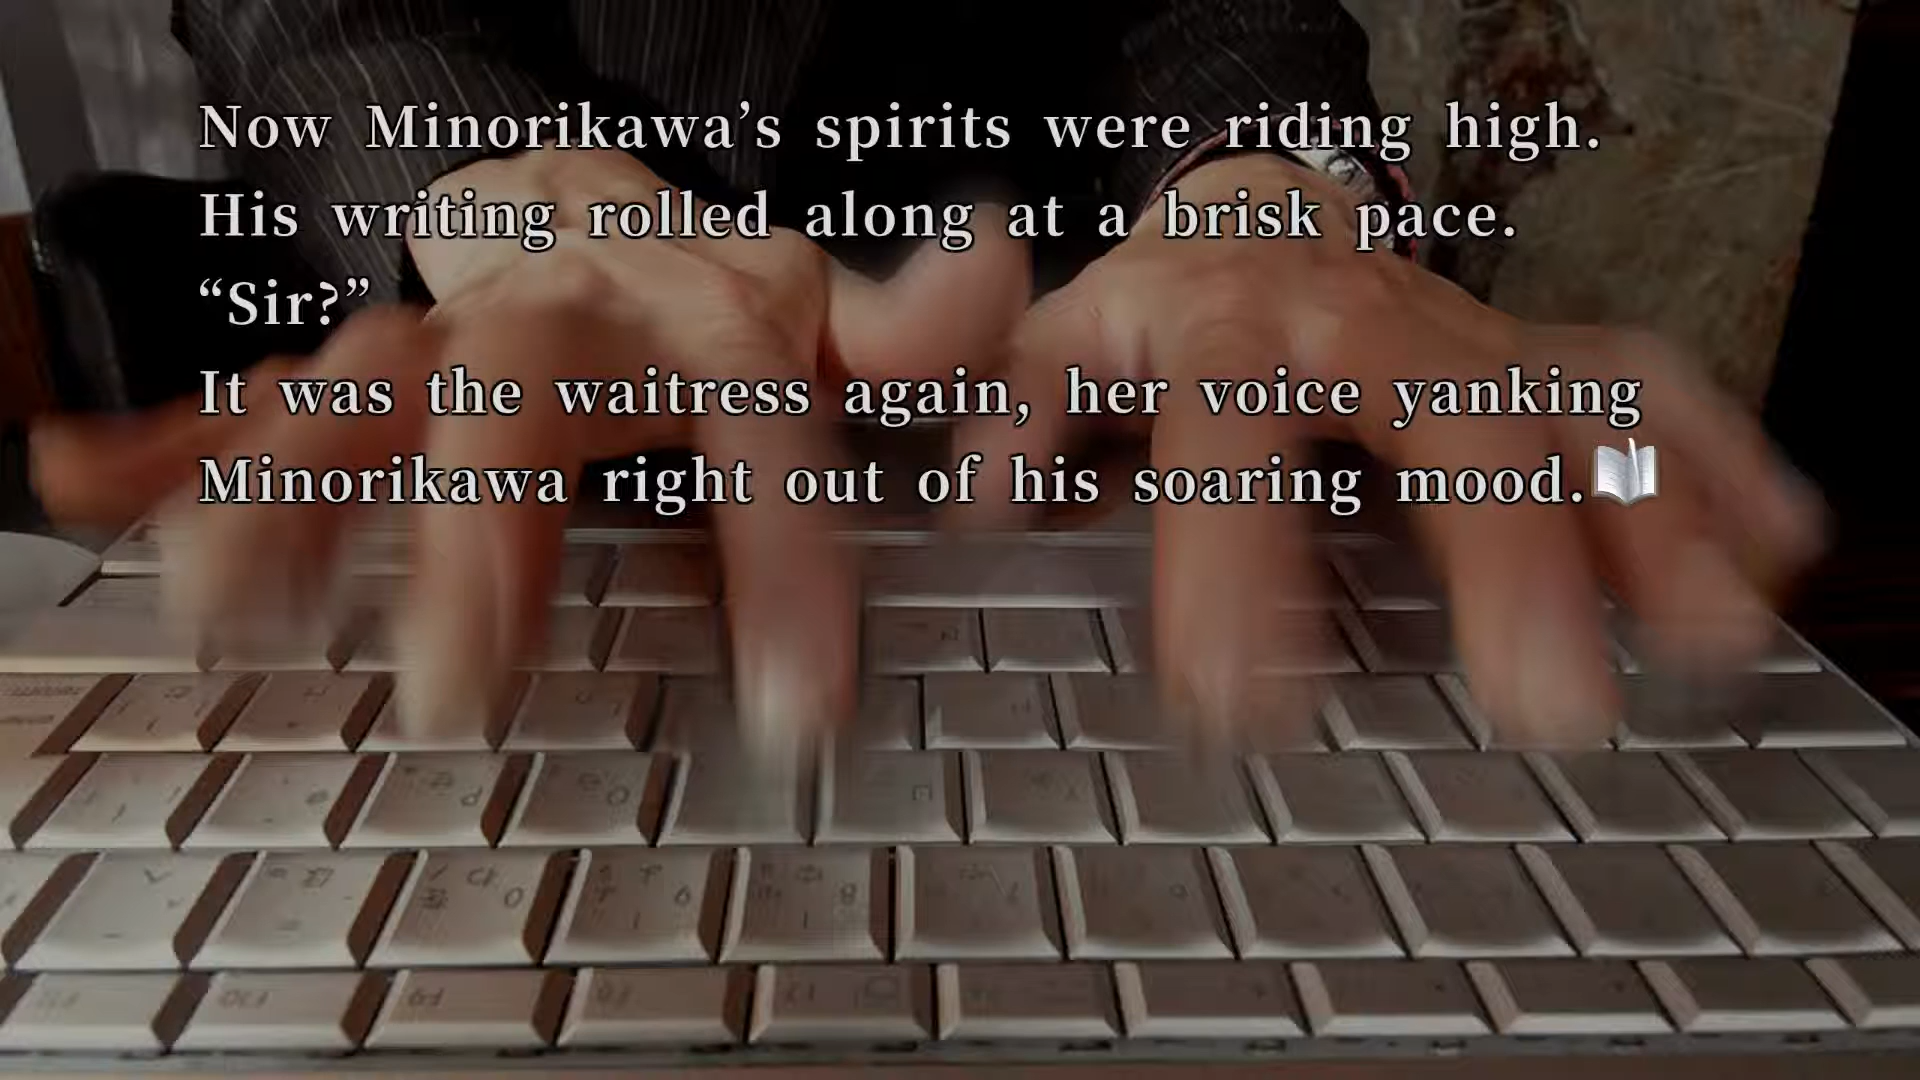 Now Minorikawa’s spirits were riding high.
His writing rolled along at a brisk pace.
“Sir?”
It was the waitress again, her voice yanking
Minorikawa right out of his soaring mood.